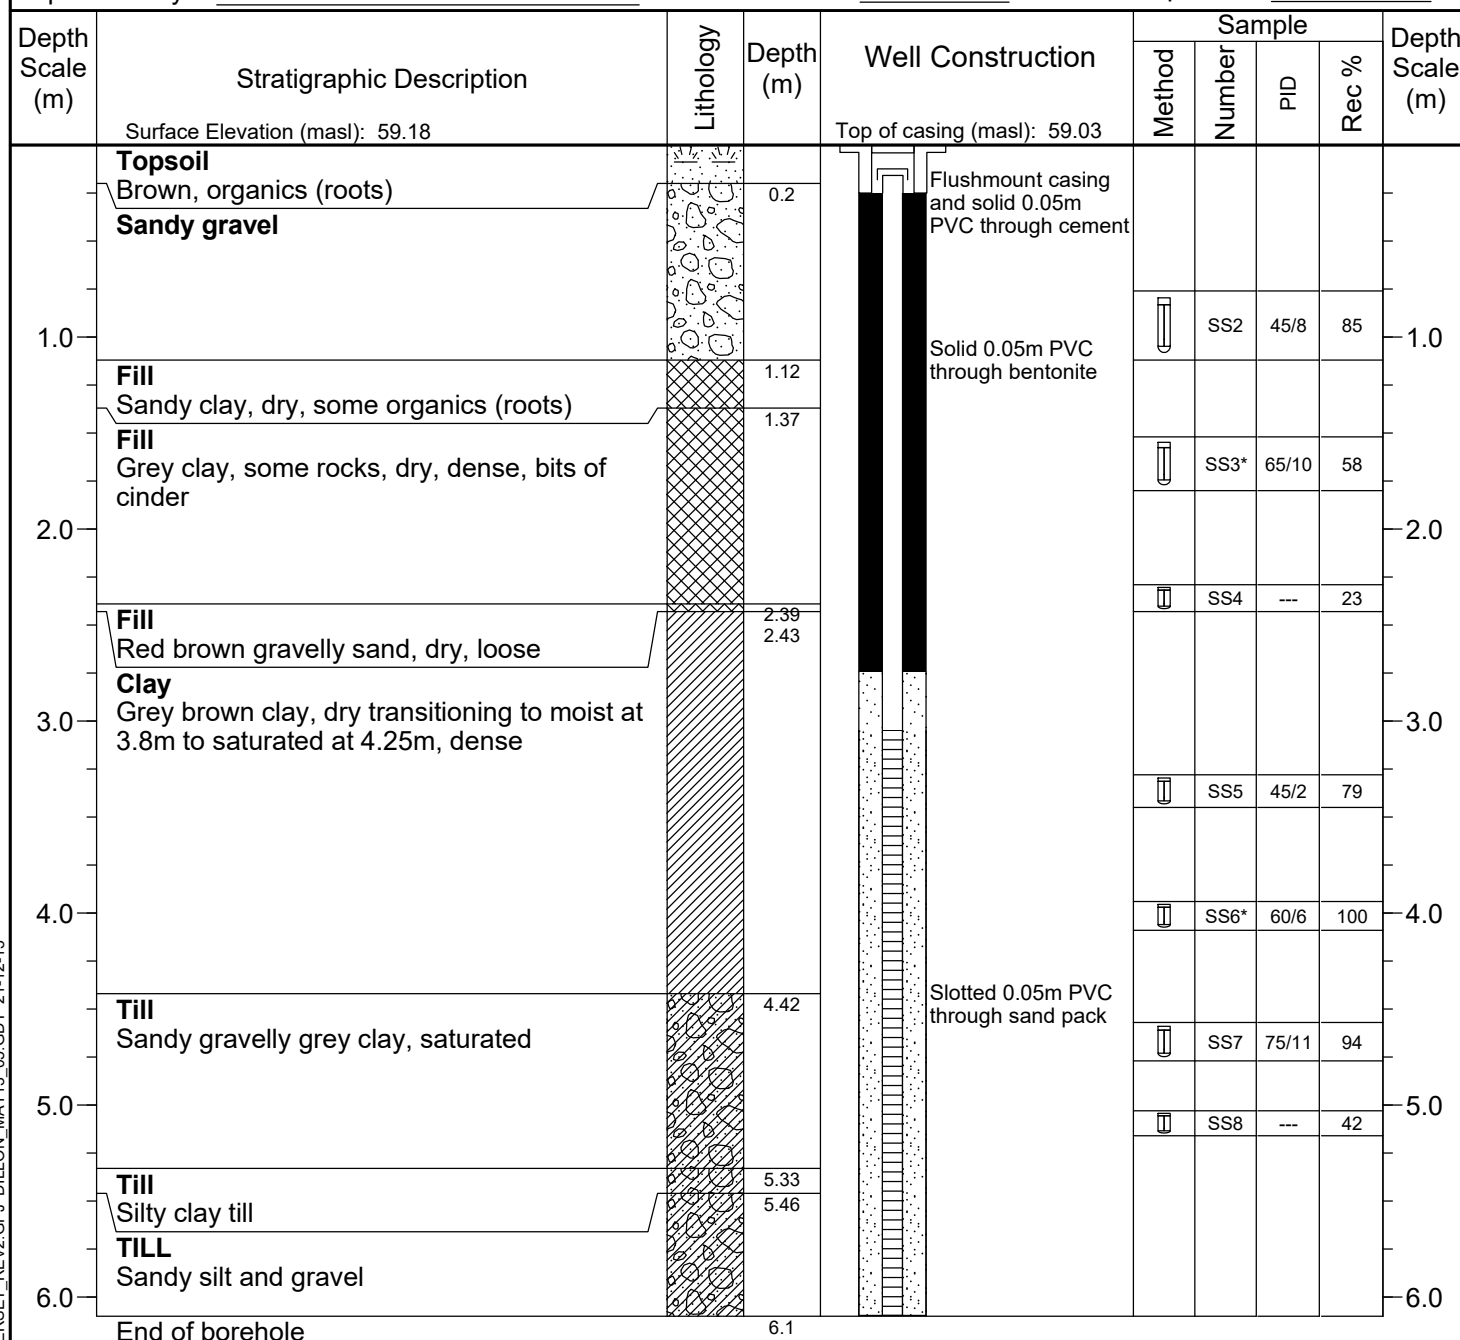 Depth
Scale
(m)
Stratigraphic Description
Surface Elevation (masl): 59.18
Lithology
Depth
(m)
Well Construction
Top of casing (masl): 59.03
Sample
Method
Number
PID
Rec %
Depth
Scale
(m)
Topsoil
Brown, organics (roots)
0.2
Flushmount casing
and solid 0.05m
PVC through cement
Sandy gravel
SS2 45/8 85
1.0
1.0
Solid 0.05m PVC
through bentonite
Fill
1.12
Sandy clay, dry, some organics (roots)
1.37
Fill
Grey clay, some rocks, dry, dense, bits of
cinder
SS3* 65/10 58
2.0
2.0
SS4 --- 23
2.39
Fill
2.43
Red brown gravelly sand, dry, loose
Clay
Grey brown clay, dry transitioning to moist at
3.8m to saturated at 4.25m, dense
3.0
3.0
SS5 45/2 79
4.0
SS6* 60/6 100
4.0
Till
4.42
Sandy gravelly grey clay, saturated
Slotted 0.05m PVC
through sand pack
SS7 75/11 94
5.0
5.0
SS8 --- 42
Till
5.33
Silty clay till
5.46
TILL
Sandy silt and gravel
6.0
6.0
End of borehole
6.1